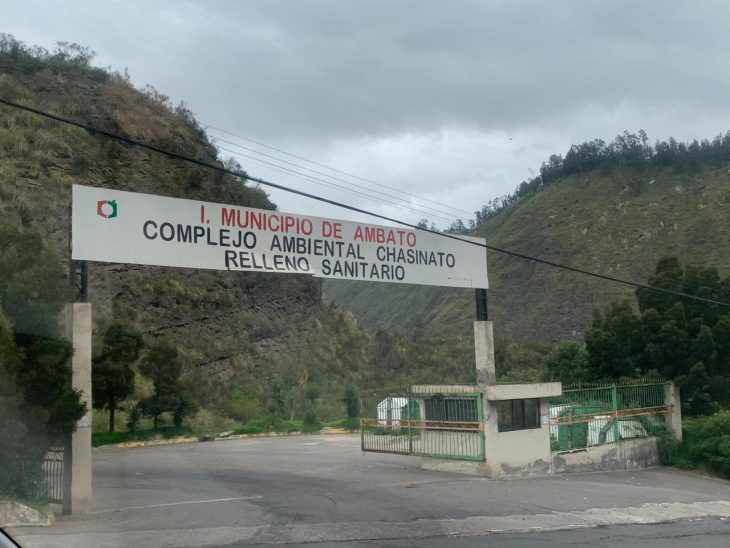 I. MUNICIPIO DE AMBATO
COMPLEJO AMBIENTAL CHASINATO
RELLENO SANITARIO